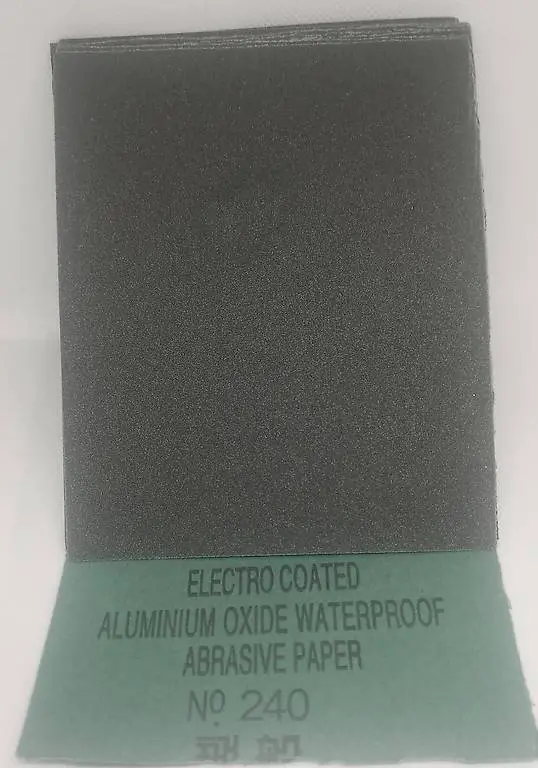 ELECTRO COATED
ALUMINIUM OXIDE WATERPROOF
ABRASIVE PAPER
Nº 240